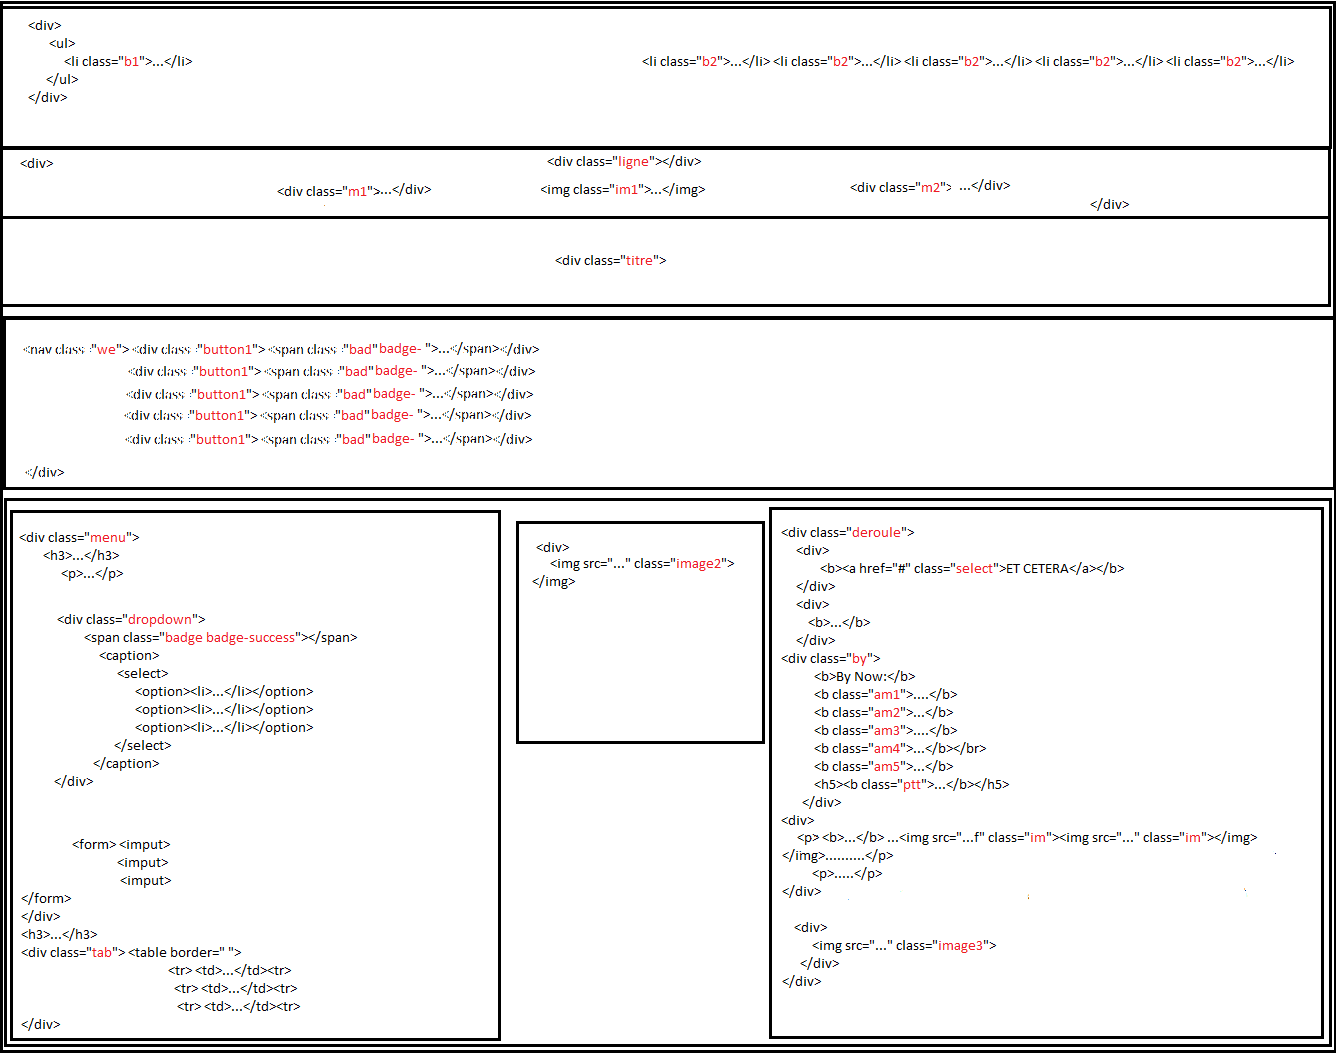 <div>
<ul>
<li class="b1">...</li> <li class="b2">...</li> <li class="b2">...</li> <li class="b2">...</li> <li class="b2">...</li> <li class="b2">...</li>
</ul>
</div>
<div>
<div class="ligne"></div>
<div class="m1">...</div> <img class="im1">...</img> <div class="m2"> ...</div>
</div>
<div class="titre">
<nav class ="we"> <div class ="button1"> <span class ="bad" badge- ">...</span></div>
<div class ="button1"> <span class ="bad" badge- ">...</span></div>
<div class ="button1"> <span class ="bad" badge- ">...</span></div>
<div class ="button1"> <span class ="bad" badge- ">...</span></div>
<div class ="button1"> <span class ="bad" badge- ">...</span></div>
</div>
<div class="menu">
<h3>...</h3>
<p>...</p>
<div class="dropdown">
<span class="badge badge-success"></span>
<caption>
<select>
<option><li>...</li></option>
<option><li>...</li></option>
<option><li>...</li></option>
</select>
</caption>
</div>
<form> <imput>
<imput>
<imput>
</form>
</div>
<h3>...</h3>
<div class="tab"> <table border=" ">
<tr> <td>...</td><tr>
<tr> <td>...</td><tr>
<tr> <td>...</td><tr>
</div>
<div>
<img src="..." class="image2">
</img>
<div class="deroule">
<div>
<b><a href="#" class="select">ET CETERA</a></b>
</div>
<div>
<b>...</b>
</div>
<div class="by">
<b>By Now:</b>
<b class="am1">....</b>
<b class="am2">...</b>
<b class="am3">....</b>
<b class="am4">...</b></br>
<b class="am5">...</b>
<h5><b class="ptt">...</b></h5>
</div>
<div>
<p> <b>...</b> ...<img src="...f" class="im"><img src="..." class="im"></img>
</img>..........</p>
<p>.....</p>
</div>
<div>
<img src="..." class="image3">
</div>
</div>